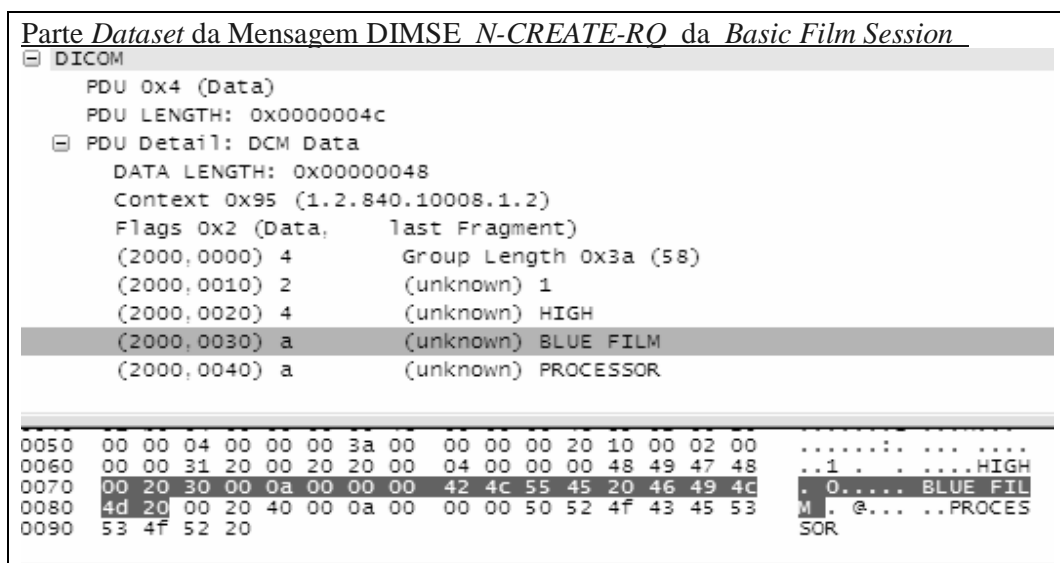 Parte Dataset da Mensagem DIMSE N-CREATE-RQ da Basic Film Session
DICOM
PDU 0x4 (Data)
PDU LENGTH: 0x0000004c
PDU Detail: DCM Data
DATA LENGTH: 0x00000048
Context 0x95 (1.2.840.10008.1.2)
Flags 0x2 (Data, last Fragment)
(2000,0000) 4 Group Length 0x3a (58)
(2000,0010) 2 (unknown) 1
(2000,0020) 4 (unknown) HIGH
(2000,0030) a (unknown) BLUE FILM
(2000,0040) a (unknown) PROCESSOR
0050 00 00 04 00 00 00 3a 00 00 00 00 20 10 00 02 00 .......:. ... ....
0060 00 00 31 20 00 20 20 00 04 00 00 00 48 49 47 48 ..1 . . ....HIGH
0070 00 20 30 00 0a 00 00 00 42 4c 55 45 20 46 49 4c . 0..... BLUE FIL
0080 4d 20 00 20 40 00 0a 00 00 00 50 52 4f 43 45 53 M . @... ..PROCES
0090 53 4f 52 20 SOR